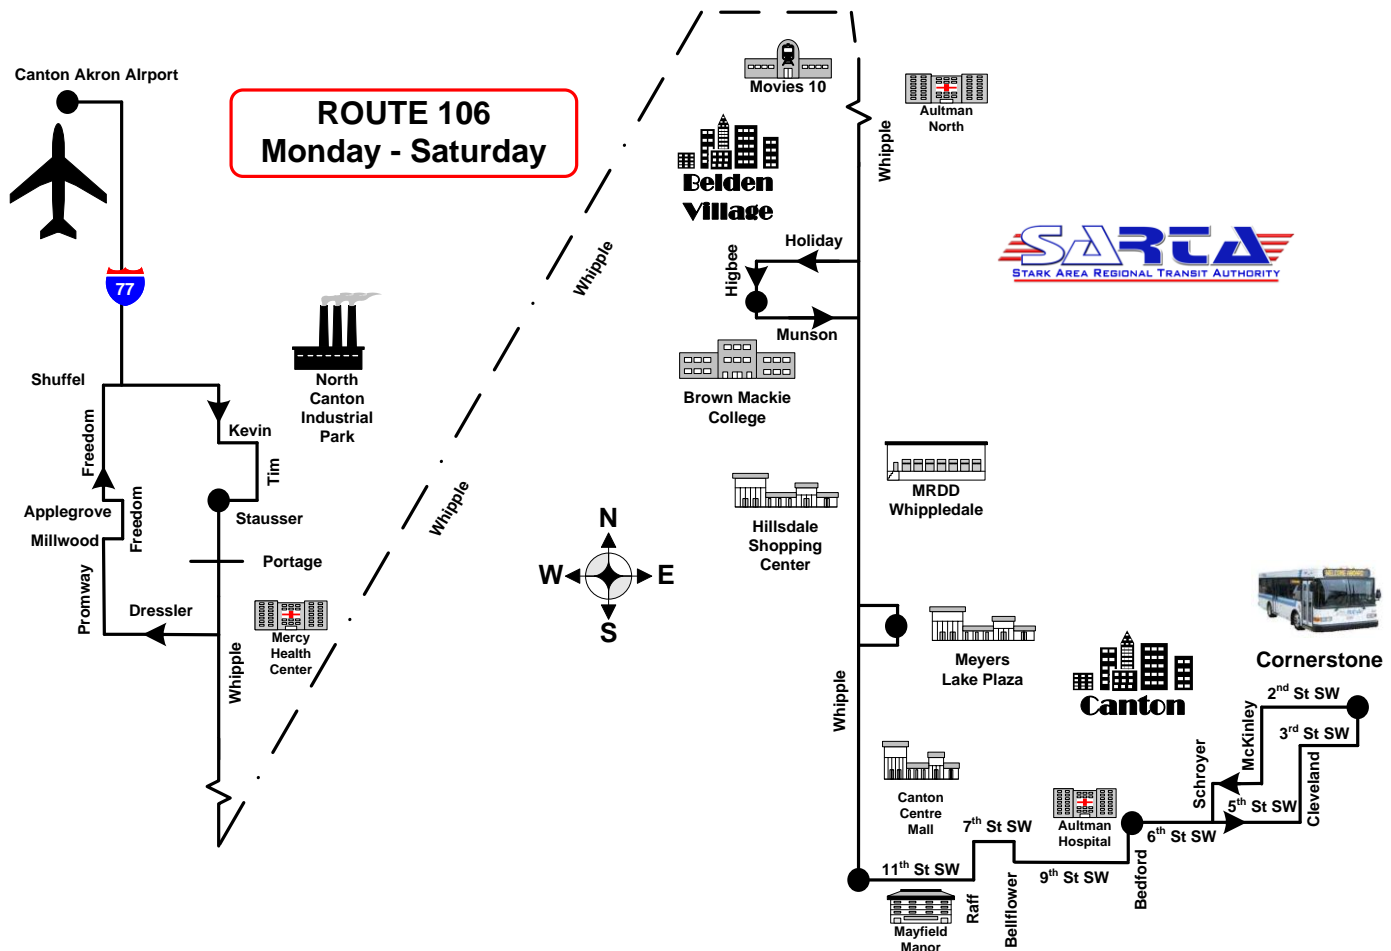 Canton Akron AIrport
ROUTE 106
Monday - Saturday
77
Shuffel
Kevin
Freedom
Tim
Applegrove
Freedom
Stausser
Millwood
Portage
Promway
Dressler
Mercy
Health
Center
Whipple
North
Canton
Industrial
Park
Whipple
Whipple
N
W
E
S
Movies 10
Aultman
North
Whipple
Belden
Village
Holiday
Higbee
Munson
SARTA
STARK AREA REGIONAL TRANSIT AUTHORITY
Brown Mackie
College
MRDD
Whippledale
Hillsdale
Shopping
Center
Meyers
Lake Plaza
Whipple
Canton
Cornerstone
2nd St SW
McKinley
3rd St SW
Schroyer
5th St SW
Cleveland
6th St SW
Canton
Centre
Mall
7th St SW
Aultman
Hospital
11th St SW
9th St SW
Bedford
Raff
Bellflower
Mayfield
Manor